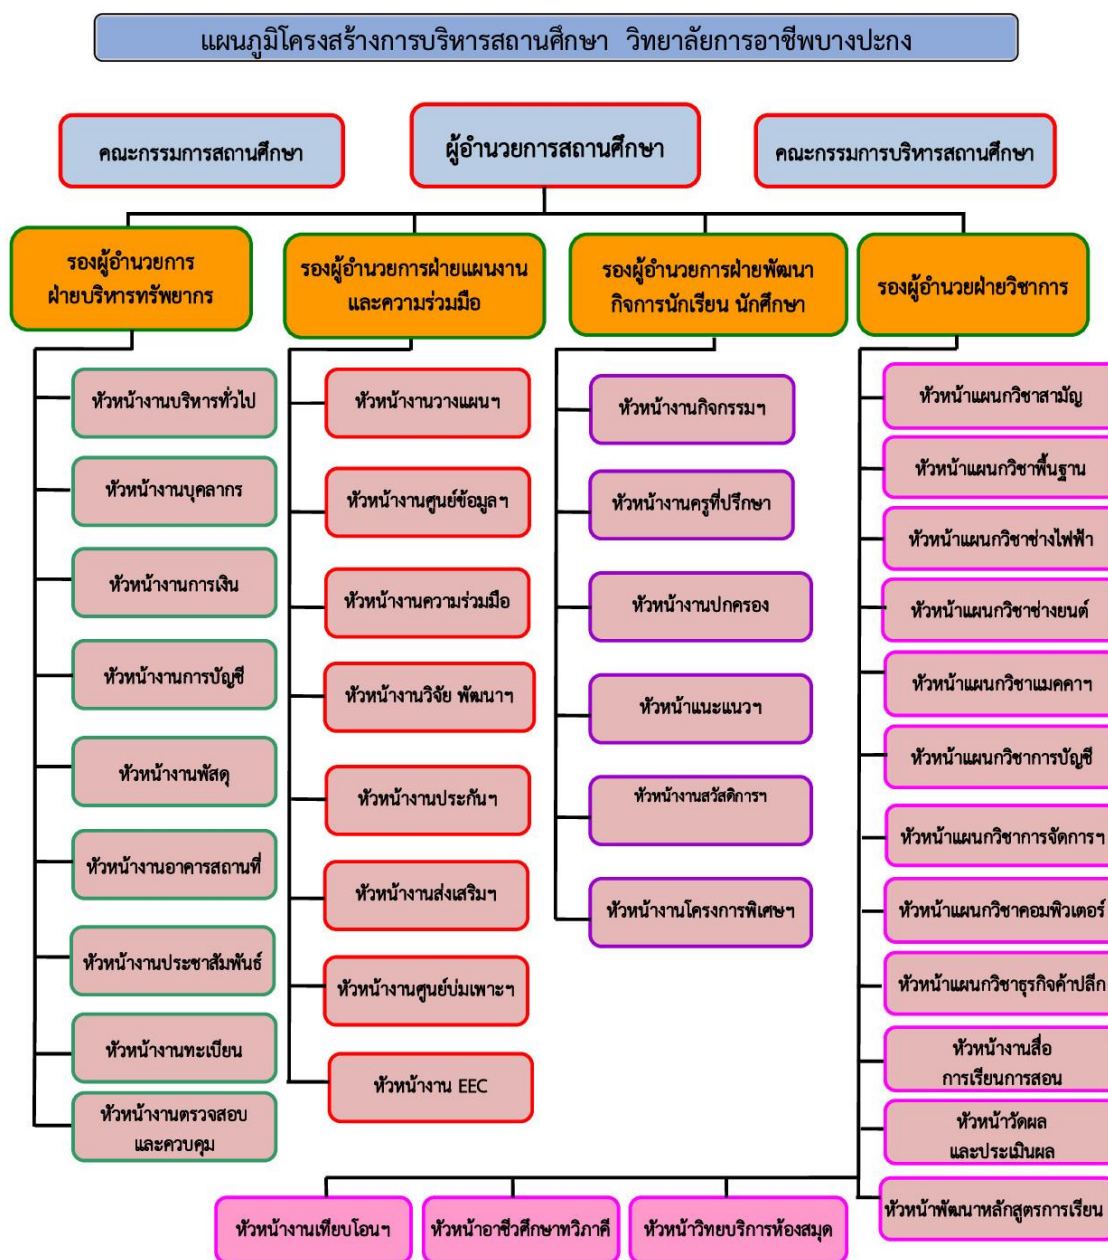 แผนภูมิโครงสร้างการบริหารสถานศึกษา วิทยาลัยการอาชีพบางปะกง
คณะกรรมการสถานศึกษา
ผู้อำนวยการสถานศึกษา
คณะกรรมการบริหารสถานศึกษา
รองผู้อำนวยการ
ฝ่ายบริหารทรัพยากร
หัวหน้างานบริหารทั่วไป
หัวหน้างานบุคลากร
หัวหน้างานการเงิน
หัวหน้างานการบัญชี
หัวหน้างานพัสดุ
หัวหน้างานอาคารสถานที่
หัวหน้างานประชาสัมพันธ์
หัวหน้างานทะเบียน
หัวหน้างานตรวจสอบ
และควบคุม
รองผู้อำนวยการฝ่ายแผนงาน
และความร่วมมือ
หัวหน้างานวางแผนฯ
หัวหน้างานศูนย์ข้อมูลฯ
หัวหน้างานความร่วมมือ
หัวหน้างานวิจัย พัฒนาฯ
หัวหน้างานประกันฯ
หัวหน้างานส่งเสริมฯ
หัวหน้างานศูนย์บ่มเพาะฯ
หัวหน้างาน EEC
รองผู้อำนวยการฝ่ายพัฒนา
กิจการนักเรียน นักศึกษา
หัวหน้างานกิจกรรมฯ
หัวหน้างานครูที่ปรึกษา
หัวหน้างานปกครอง
หัวหน้าแนะแนวฯ
หัวหน้างานสวัสดิการฯ
หัวหน้างานโครงการพิเศษฯ
รองผู้อำนวยฝ่ายวิชาการ
หัวหน้าแผนกวิชาสามัญ
หัวหน้าแผนกวิชาพื้นฐาน
หัวหน้าแผนกวิชาช่างไฟฟ้า
หัวหน้าแผนกวิชาช่างยนต์
หัวหน้าแผนกวิชาแมคคาฯ
หัวหน้าแผนกวิชาการบัญชี
หัวหน้าแผนกวิชาการจัดการฯ
หัวหน้าแผนกวิชาคอมพิวเตอร์
หัวหน้าแผนกวิชาธุรกิจค้าปลีก
หัวหน้างานสื่อ
การเรียนการสอน
หัวหน้าวัดผล
และประเมินผล
หัวหน้าพัฒนาหลักสูตรการเรียน
หัวหน้างานเทียบโอนฯ
หัวหน้าอาชีวศึกษาทวิภาคี
หัวหน้าวิทยบริการห้องสมุด